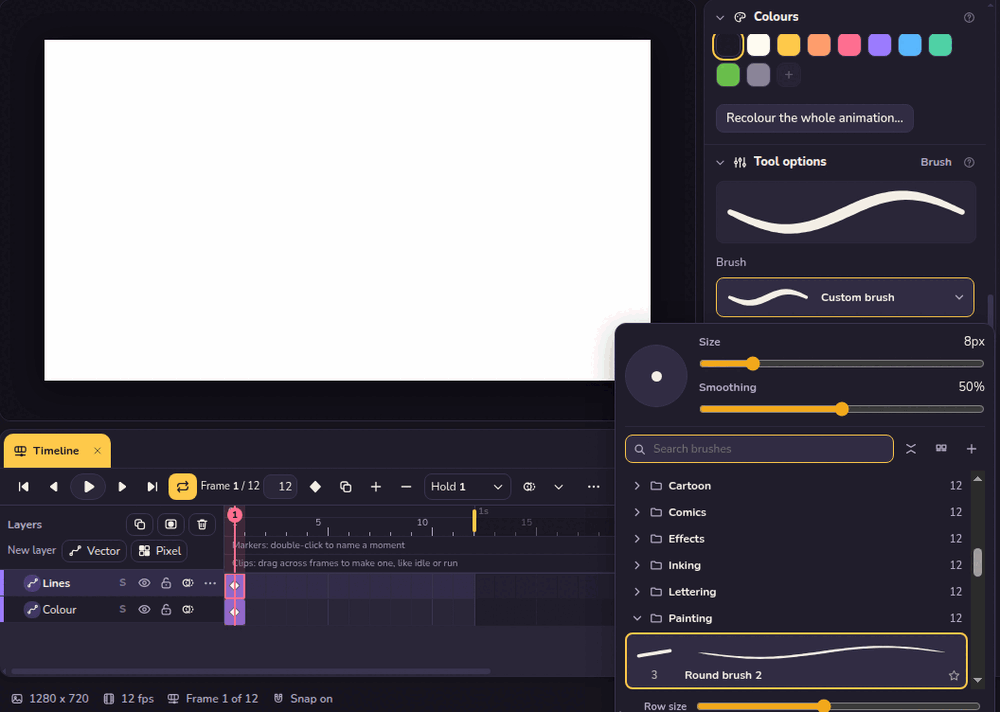 Colours
+
Recolour the whole animation...
Tool options
Brush
Brush
Custom brush
Size
8px
Smoothing
50%
Search brushes
Cartoon 12
Comics 12
Effects 12
Inking 12
Lettering 12
Painting 12
3 Round brush 2
Row size
Timeline
Frame 1 / 12
12
Hold 1
Layers
New layer
Vector
Pixel
1
5
10
1s
15
Markers: double-click to name a moment
Clips: drag across frames to make one, like idle or run
Lines
S
Colour
S
1280 x 720
12 fps
Frame 1 of 12
Snap on